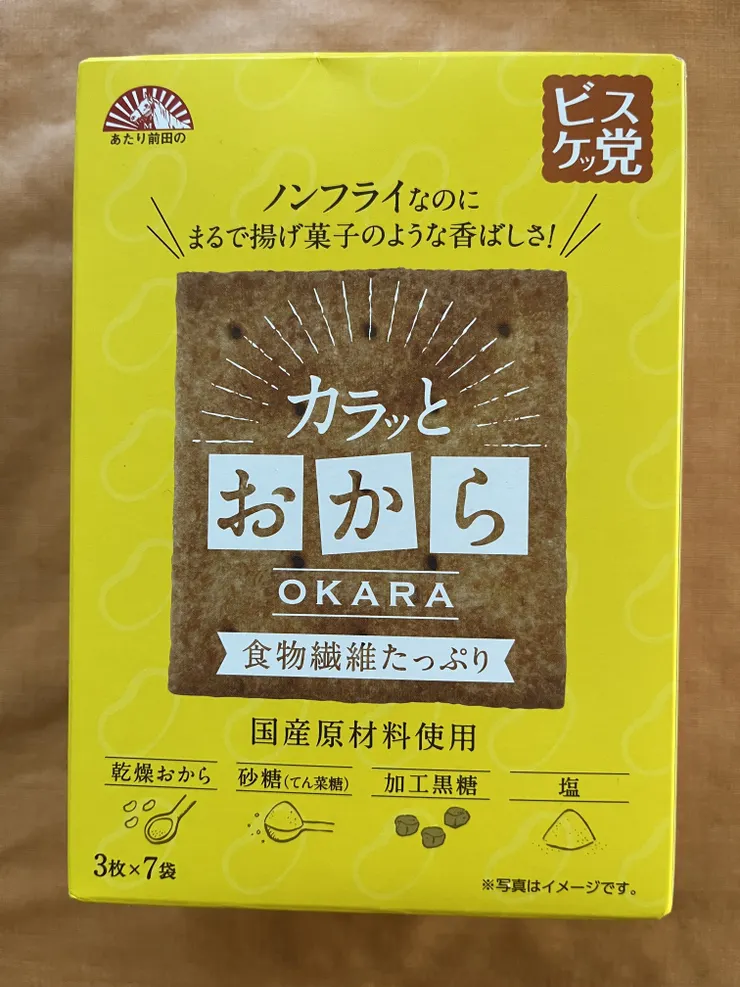 M
あたり前田の
ビスケッ党
ノンフライなのに
まるで揚げ菓子のような香ばしさ!
カラッと
おから
OKARA
食物繊維たっぷり
国産原材料使用
乾燥おから
砂糖(てん菜糖)
加工黒糖
塩
3枚×7袋
※写真はイメージです。